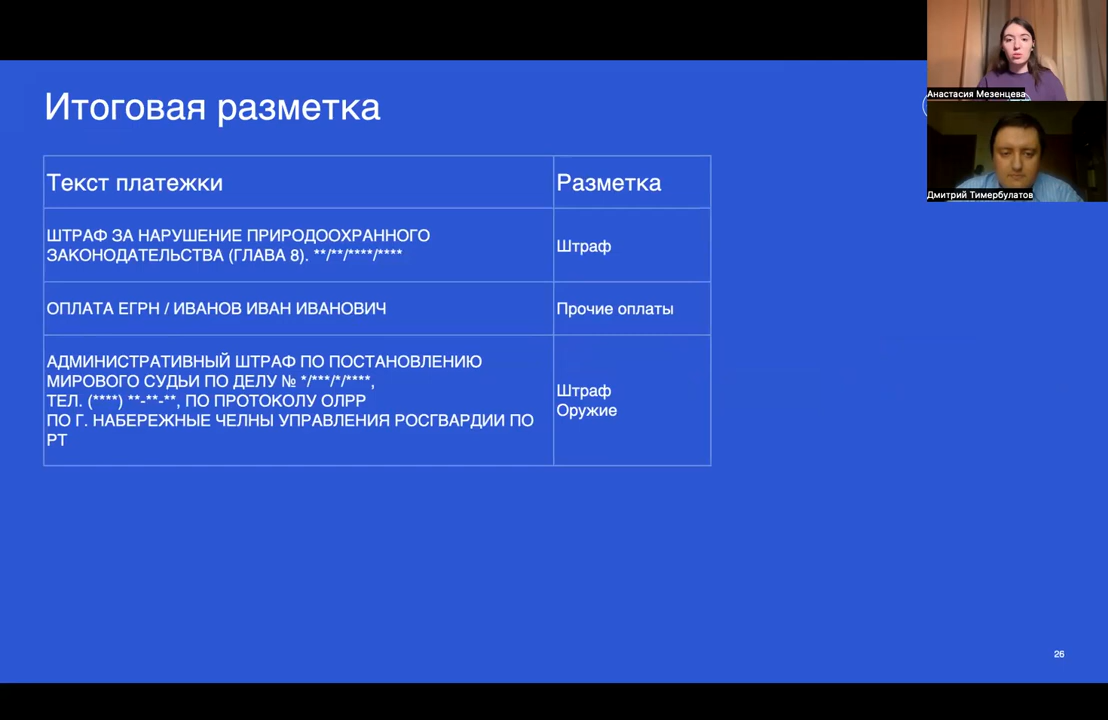 Итоговая разметка
Текст платежки
Разметка
ШТРАФ ЗА НАРУШЕНИЕ ПРИРОДООХРАННОГО
ЗАКОНОДАТЕЛЬСТВА (ГЛАВА 8). **/**/****/****
Штраф
ОПЛАТА ЕГРН / ИВАНОВ ИВАН ИВАНОВИЧ
Прочие оплаты
АДМИНИСТРАТИВНЫЙ ШТРАФ ПО ПОСТАНОВЛЕНИЮ
МИРОВОГО СУДЬИ ПО ДЕЛУ № */***/*/****,
ТЕЛ. (****) **-**-**, ПО ПРОТОКОЛУ ОЛРР
ПО Г. НАБЕРЕЖНЫЕ ЧЕЛНЫ УПРАВЛЕНИЯ РОСГВАРДИИ ПО
РТ
Штраф
Оружие
Анастасия Мезенцева
Дмитрий Тимербулатов
26